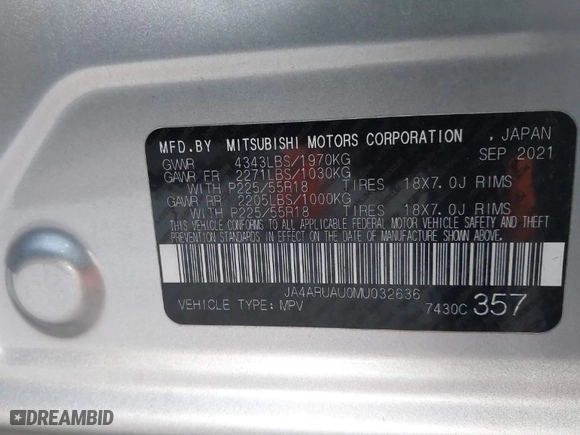 MFD.BY MITSUBISHI MOTORS CORPORATION , JAPAN
GVWR 4343LBS/1970KG SEP 2021
GAWR FR 2271LBS/1030KG
WITH P225/55R18 TIRES 18X7.0J RIMS
GAWR RR 2205LBS/1000KG
WITH P225/55R18 TIRES 18X7.0J RIMS
THIS VEHICLE CONFORMS TO ALL APPLICABLE FEDERAL MOTOR VEHICLE SAFETY AND THEFT
PREVENTION STANDARDS IN EFFECT ON THE DATE OF MANUFACTURE SHOWN ABOVE.
JA4ARUAU0MU032636
VEHICLE TYPE:MPV 7430C 357
DREAMBID